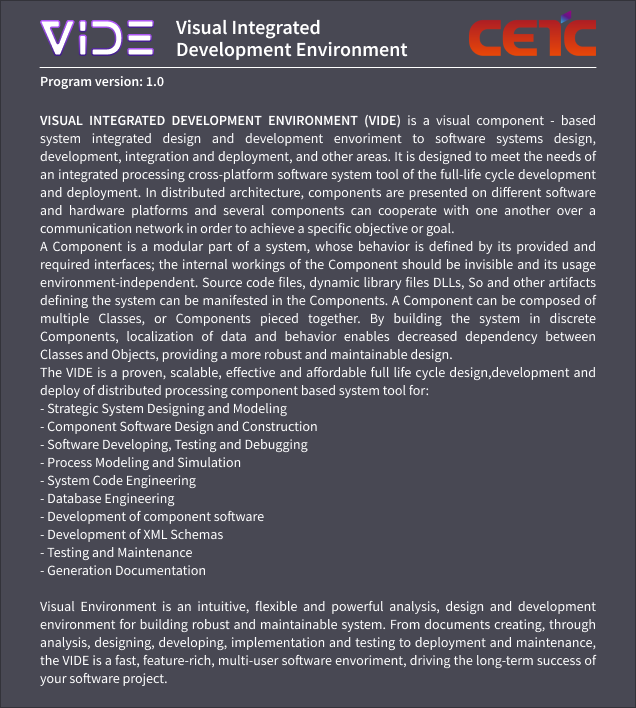 ViDE
Visual Integrated
Development Environment
CETC
Program version: 1.0
VISUAL INTEGRATED DEVELOPMENT ENVIRONMENT (VIDE) is a visual component - based
system integrated design and development envoriment to software systems design,
development, integration and deployment, and other areas. It is designed to meet the needs of
an integrated processing cross-platform software system tool of the full-life cycle development
and deployment. In distributed architecture, components are presented on different software
and hardware platforms and several components can cooperate with one another over a
communication network in order to achieve a specific objective or goal.
A Component is a modular part of a system, whose behavior is defined by its provided and
required interfaces; the internal workings of the Component should be invisible and its usage
environment-independent. Source code files, dynamic library files DLLs, So and other artifacts
defining the system can be manifested in the Components. A Component can be composed of
multiple Classes, or Components pieced together. By building the system in discrete
Components, localization of data and behavior enables decreased dependency between
Classes and Objects, providing a more robust and maintainable design.
The VIDE is a proven, scalable, effective and affordable full life cycle design,development and
deploy of distributed processing component based system tool for:
- Strategic System Designing and Modeling
- Component Software Design and Construction
- Software Developing, Testing and Debugging
- Process Modeling and Simulation
- System Code Engineering
- Database Engineering
- Development of component software
- Development of XML Schemas
- Testing and Maintenance
- Generation Documentation
Visual Environment is an intuitive, flexible and powerful analysis, design and development
environment for building robust and maintainable system. From documents creating, through
analysis, designing, developing, implementation and testing to deployment and maintenance,
the VIDE is a fast, feature-rich, multi-user software envoriment, driving the long-term success of
your software project.